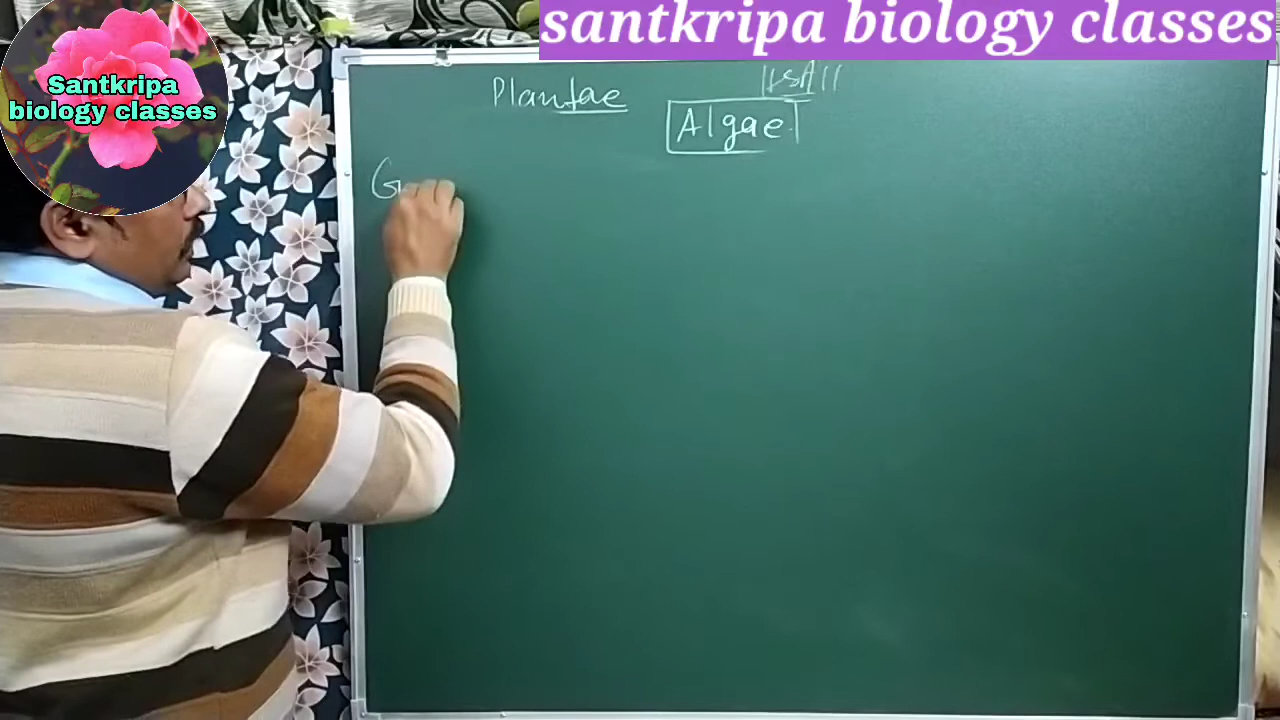 santkripa biology classes
Santkripa
biology classes
Plantae
Algae
G